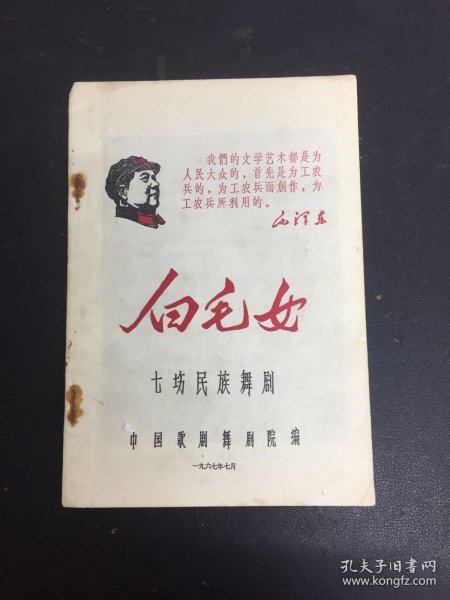 我們的文学艺术都是为
人民大众的，首先是为工农
兵的，为工农兵而創作，为
工农兵所利用的。
毛泽东
白毛女
七場民族舞剧
中国歌剧舞剧院编
一九六七年七月
孔夫子旧书网
www.kongfz.com